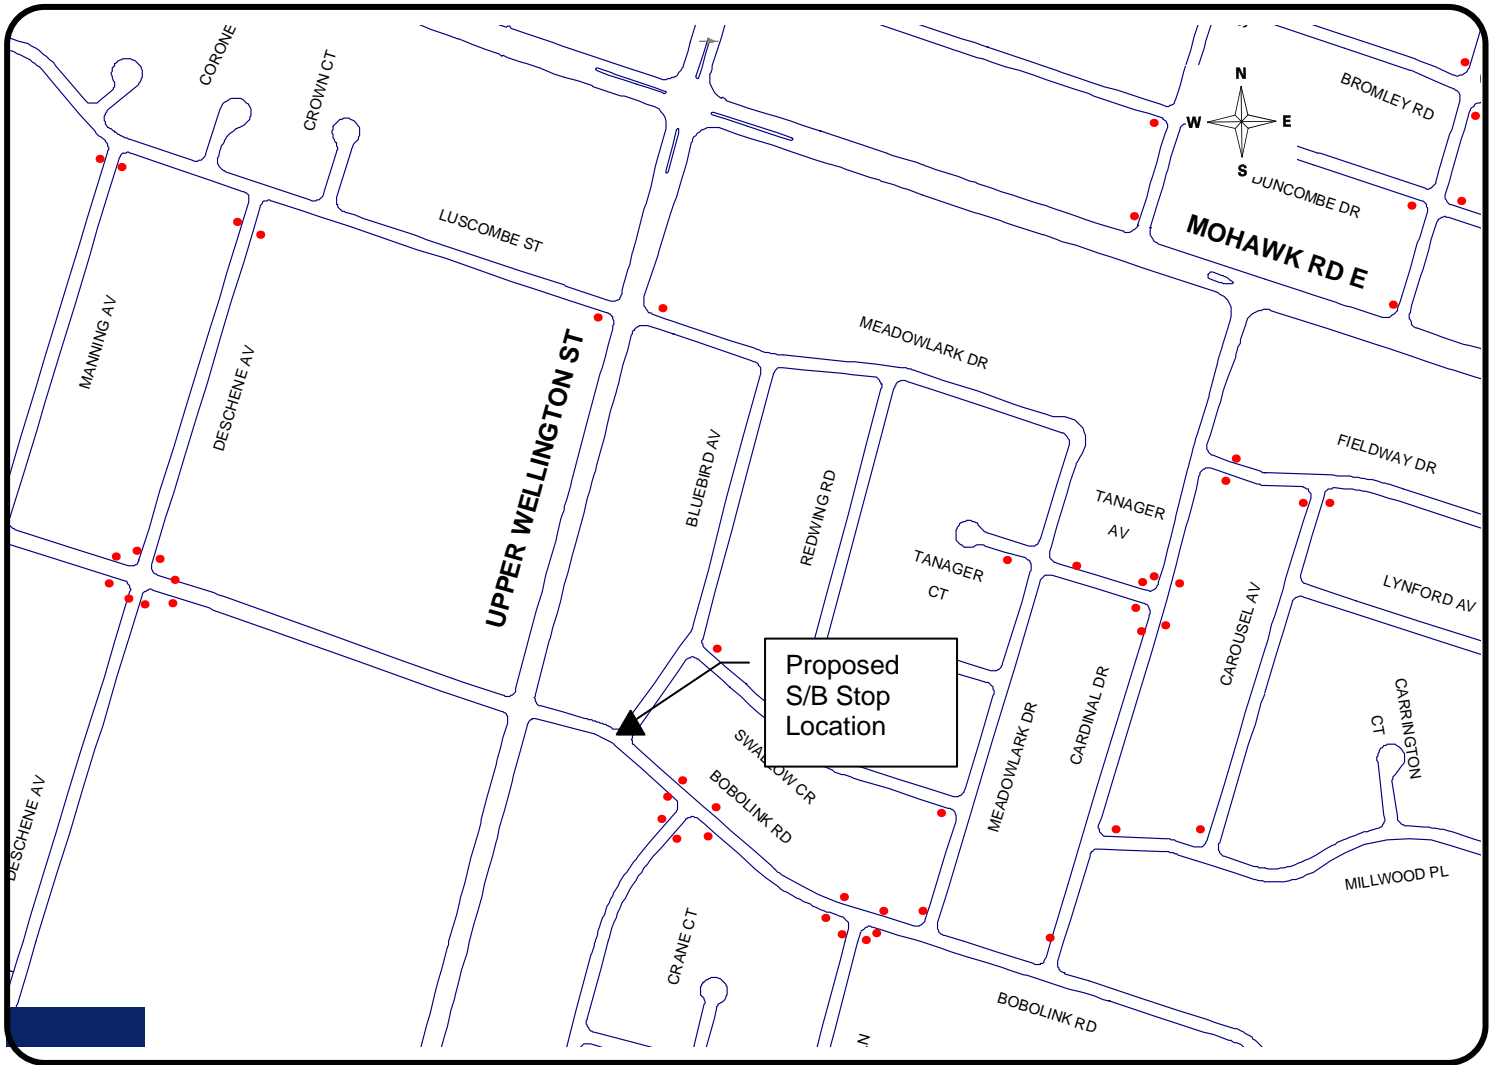 CORONE
CROWN CT
BROMLEY RD
N
W
E
S
DUNCOMBE DR
MOHAWK RD E
LUSCOMBE ST
MANNING AV
DESCHENE AV
UPPER WELLINGTON ST
MEADOWLARK DR
BLUEBIRD AV
REDWING RD
TANAGER
AV
FIELDWAY DR
TANAGER
CT
LYNFORD AV
CAROUSEL AV
Proposed
S/B Stop
Location
CARDINAL DR
MEADOWLARK DR
CARRINGTON
CT
SWALLOW CR
BOBOLINK RD
DESCHENE AV
MILLWOOD PL
CRANE CT
BOBOLINK RD
N